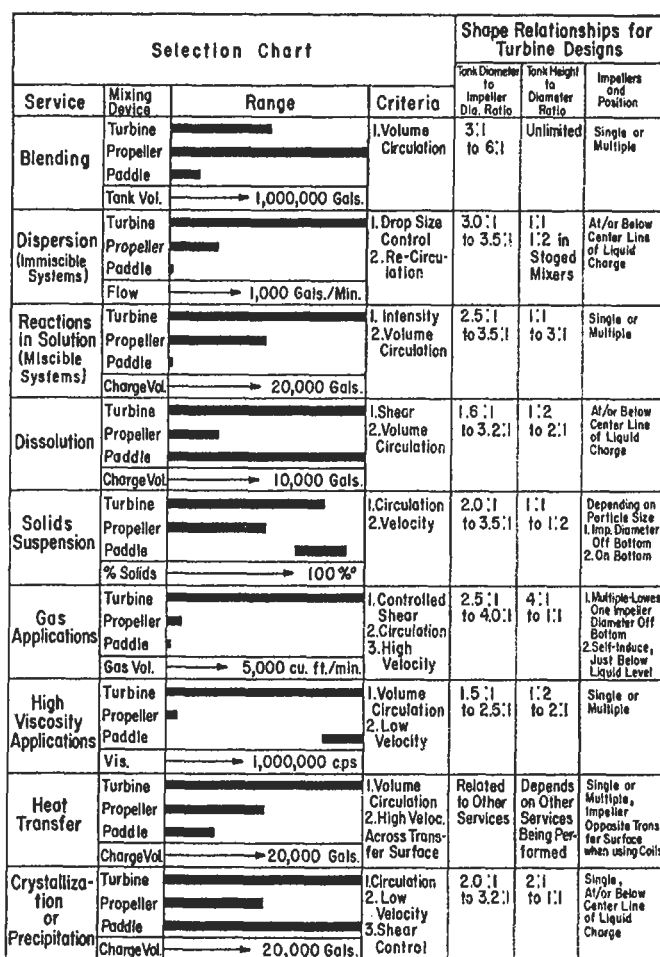 Selection Chart
Shape Relationships for
Turbine Designs
Service
Mixing
Device
Range
Criteria
Tank Diameter
to
Impeller
Dia. Ratio
Tank Height
to
Diameter
Ratio
Impellers
and
Position
Blending
Turbine
Propeller
Paddle
Tank Vol.
1,000,000 Gals.
1.Volume
Circulation
3:1
to 6:1
Unlimited
Single or
Multiple
Dispersion
(Immiscible
Systems)
Turbine
Propeller
Paddle
Flow
1,000 Gals./Min.
1.Drop Size
Control
2.Re-Circu-
lation
3.0:1
to 3.5:1
1:1
1:2 in
Staged
Mixers
At/or Below
Center Line
of Liquid
Charge
Reactions
in Solution
(Miscible
Systems)
Turbine
Propeller
Paddle
Charge Vol.
20,000 Gals.
1. Intensity
2.Volume
Circulation
2.5:1
to 3.5:1
1:1
to 3:1
Single or
Multiple
Dissolution
Turbine
Propeller
Paddle
Charge Vol.
10,000 Gals.
1.Shear
2.Volume
Circulation
1.6:1
to 3.2:1
1:2
to 2:1
At/or Below
Center Line
of Liquid
Charge
Solids
Suspension
Turbine
Propeller
Paddle
% Solids
100%º
1.Circulation
2.Velocity
2.0:1
to 3.5:1
1:1
to 1:2
Depending on
Particle Size
1.Imp. Diameter
Off Bottom
2. On Bottom
Gas
Applications
Turbine
Propeller
Paddle
Gas Vol.
5,000 cu. ft./min.
1.Controlled
Shear
2.Circulation
3.High
Velocity
2.5:1
to 4.0:1
4:1
to 1:1
1.Multiple-Lowes
One Impeller
Diameter Off
Bottom
2.Self-Induce,
Just Below
Liquid Level
High
Viscosity
Applications
Turbine
Propeller
Paddle
Vis.
1,000,000 cps
1.Volume
Circulation
2. Low
Velocity
1.5:1
to 2.5:1
1:2
to 2:1
Single or
Multiple
Heat
Transfer
Turbine
Propeller
Paddle
Charge Vol.
20,000 Gals.
1.Volume
Circulation
2.High Veloc.
Across Trans-
fer Surface
Related
to Other
Services
Depends
on Other
Services
Being Per-
formed
Single or
Multiple,
Impeller
Opposite Trans
fer Surface
when using Coils
Crystalliza-
tion
or
Precipitation
Turbine
Propeller
Paddle
Charge Vol.
20,000 Gals.
1.Circulation
2. Low
Velocity
3.Shear
Control
2.0:1
to 3.2:1
2:1
to 1:1
Single,
At/or Below
Center Line
of Liquid
Charge